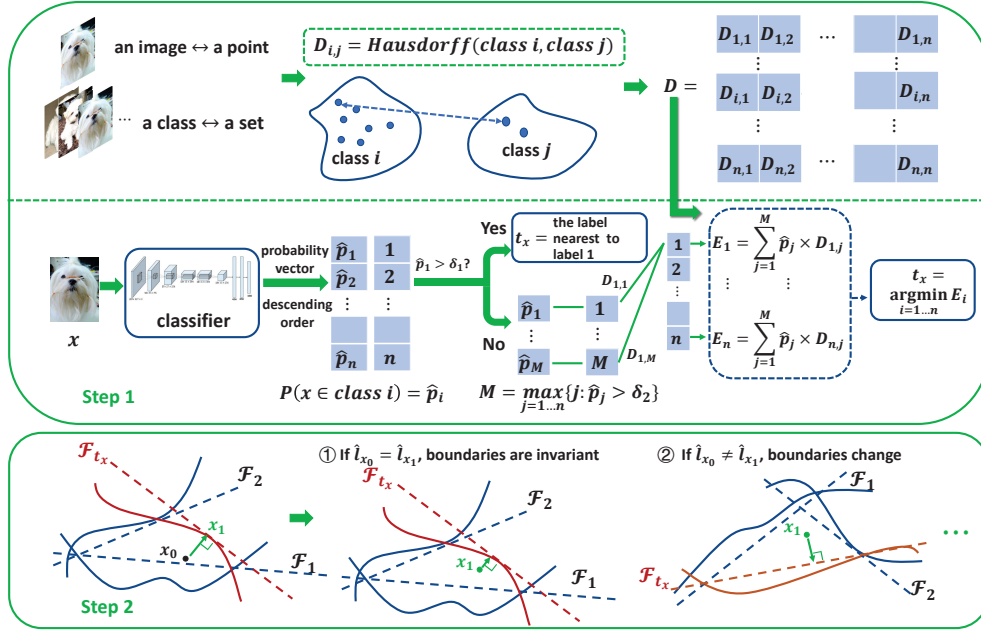 an image ↔ a point
... a class ↔ a set
D_{i,j} = Hausdorff(class i, class j)
class i
class j
D =
D_{1,1} D_{1,2} ... D_{1,n}
⋮ ⋮
D_{i,1} D_{i,2} D_{i,n}
⋮ ⋮
D_{n,1} D_{n,2} ... D_{n,n}
x
classifier
probability
vector
descending
order
p̂_1 1
p̂_2 2
⋮ ⋮
p̂_n n
p̂_1 > δ_1?
Yes
t_x = the label
nearest to
label 1
No
p̂_1 1
⋮ ⋮
p̂_M M
D_{1,1}
D_{1,M}
1
2
⋮
n
E_1 = ∑_{j=1}^{M} p̂_j × D_{1,j}
⋮ ⋮
E_n = ∑_{j=1}^{M} p̂_j × D_{n,j}
t_x =
argmin E_i
i=1...n
P(x ∈ class i) = p̂_i
M = max_{j=1...n}{j: p̂_j > δ_2}
Step 1
① If l̂_{x_0} = l̂_{x_1}, boundaries are invariant
② If l̂_{x_0} ≠ l̂_{x_1}, boundaries change
F_{t_x}
F_2
x_1
x_0
F_1
F_{t_x}
F_2
x_1
F_1
F_1
x_1
F_{t_x}
F_2
...
Step 2